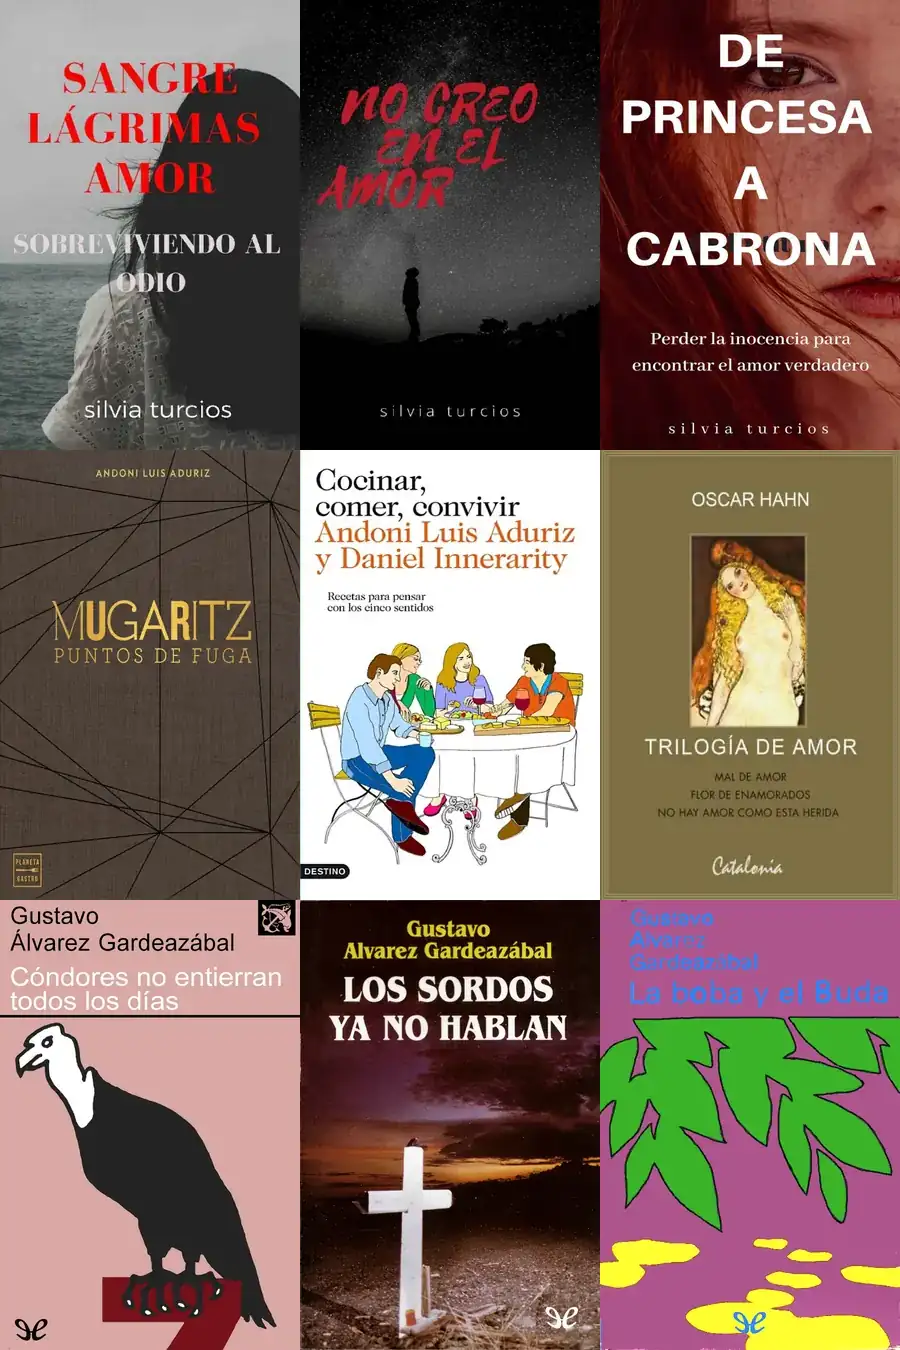 SANGRE
LÁGRIMAS
AMOR
SOBREVIVIENDO AL
ODIO
silvia turcios
NO CREO
EN EL
AMOR
silvia turcios
DE
PRINCESA
A
CABRONA
Perder la inocencia para
encontrar el amor verdadero
silvia turcios
ANDONI LUIS ADURIZ
MUGARITZ
PUNTOS DE FUGA
PLANETA
GASTRO
Cocinar,
comer, convivir
Andoni Luis Aduriz
y Daniel Innerarity
Recetas para pensar
con los cinco sentidos
DESTINO
OSCAR HAHN
TRILOGÍA DE AMOR
MAL DE AMOR
FLOR DE ENAMORADOS
NO HAY AMOR COMO ESTA HERIDA
Catalonia
Gustavo
Álvarez Gardeazábal
Cóndores no entierran
todos los días
7
Gustavo
Alvarez Gardeazábal
LOS SORDOS
YA NO HABLAN
Gustavo
Alvarez
Gardeazábal
La boba y el Buda